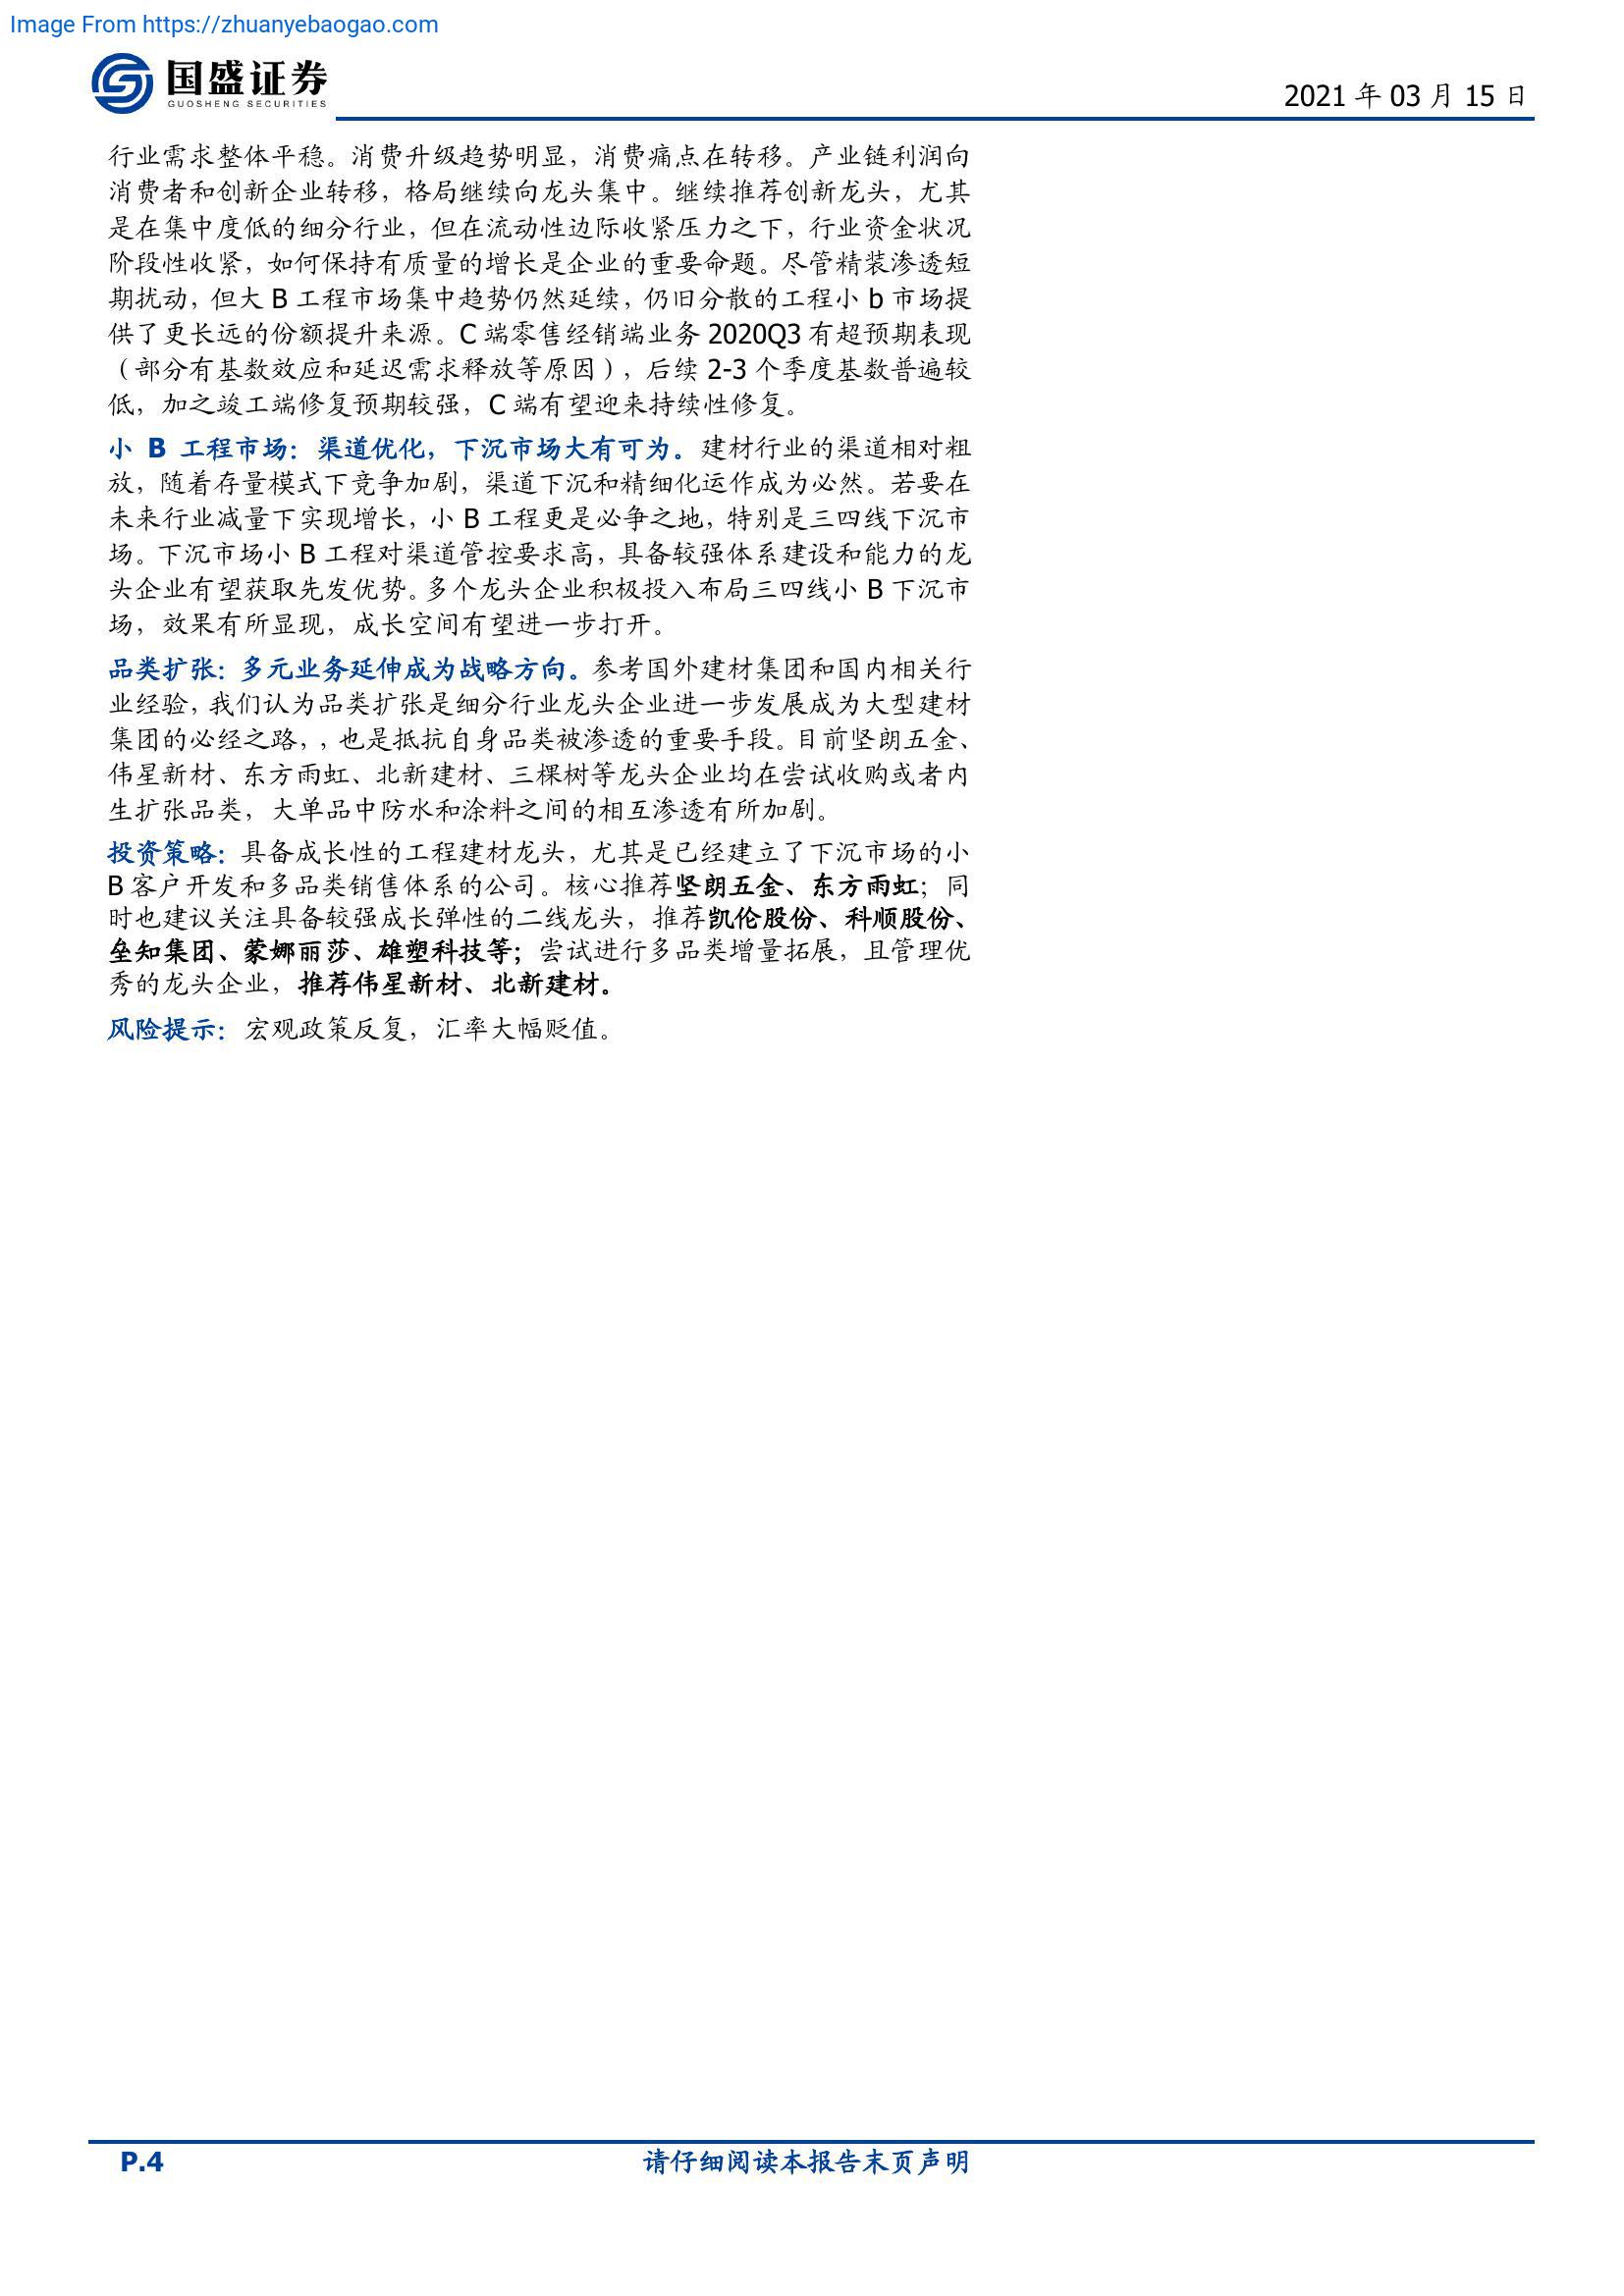 Image From https://zhuanyebaogao.com
国盛证券
GUOSHENG SECURITIES
2021 年 03 月 15 日
行业需求整体平稳。消费升级趋势明显，消费痛点在转移。产业链利润向
消费者和创新企业转移，格局继续向龙头集中。继续推荐创新龙头，尤其
是在集中度低的细分行业，但在流动性边际收紧压力之下，行业资金状况
阶段性收紧，如何保持有质量的增长是企业的重要命题。尽管精装渗透短
期扰动，但大 B 工程市场集中趋势仍然延续，仍旧分散的工程小 b 市场提
供了更长远的份额提升来源。C 端零售经销端业务 2020Q3 有超预期表现
（部分有基数效应和延迟需求释放等原因），后续 2-3 个季度基数普遍较
低，加之竣工端修复预期较强，C 端有望迎来持续性修复。
小 B 工程市场：渠道优化，下沉市场大有可为。建材行业的渠道相对粗
放，随着存量模式下竞争加剧，渠道下沉和精细化运作成为必然。若要在
未来行业减量下实现增长，小 B 工程更是必争之地，特别是三四线下沉市
场。下沉市场小 B 工程对渠道管控要求高，具备较强体系建设和能力的龙
头企业有望获取先发优势。多个龙头企业积极投入布局三四线小 B 下沉市
场，效果有所显现，成长空间有望进一步打开。
品类扩张：多元业务延伸成为战略方向。参考国外建材集团和国内相关行
业经验，我们认为品类扩张是细分行业龙头企业进一步发展成为大型建材
集团的必经之路，，也是抵抗自身品类被渗透的重要手段。目前坚朗五金、
伟星新材、东方雨虹、北新建材、三棵树等龙头企业均在尝试收购或者内
生扩张品类，大单品中防水和涂料之间的相互渗透有所加剧。
投资策略：具备成长性的工程建材龙头，尤其是已经建立了下沉市场的小
B 客户开发和多品类销售体系的公司。核心推荐坚朗五金、东方雨虹；同
时也建议关注具备较强成长弹性的二线龙头，推荐凯伦股份、科顺股份、
垒知集团、蒙娜丽莎、雄塑科技等；尝试进行多品类增量拓展，且管理优
秀的龙头企业，推荐伟星新材、北新建材。
风险提示：宏观政策反复，汇率大幅贬值。
P.4
请仔细阅读本报告末页声明